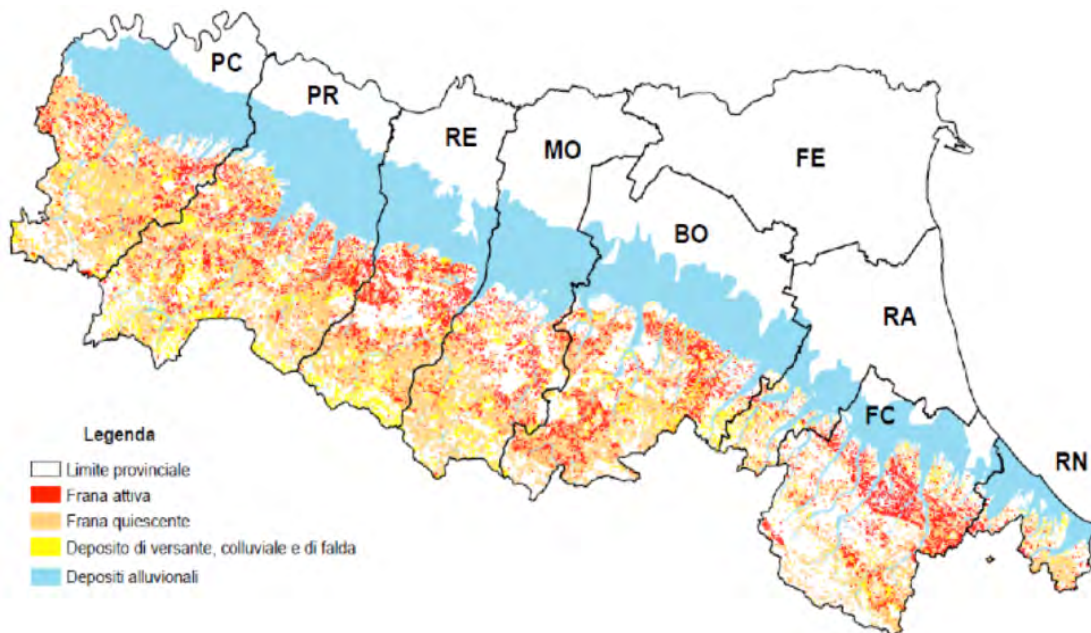 PC
PR
RE
MO
FE
BO
RA
FC
RN
Legenda
Limite provinciale
Frana attiva
Frana quiescente
Deposito di versante, colluviale e di falda
Depositi alluvionali